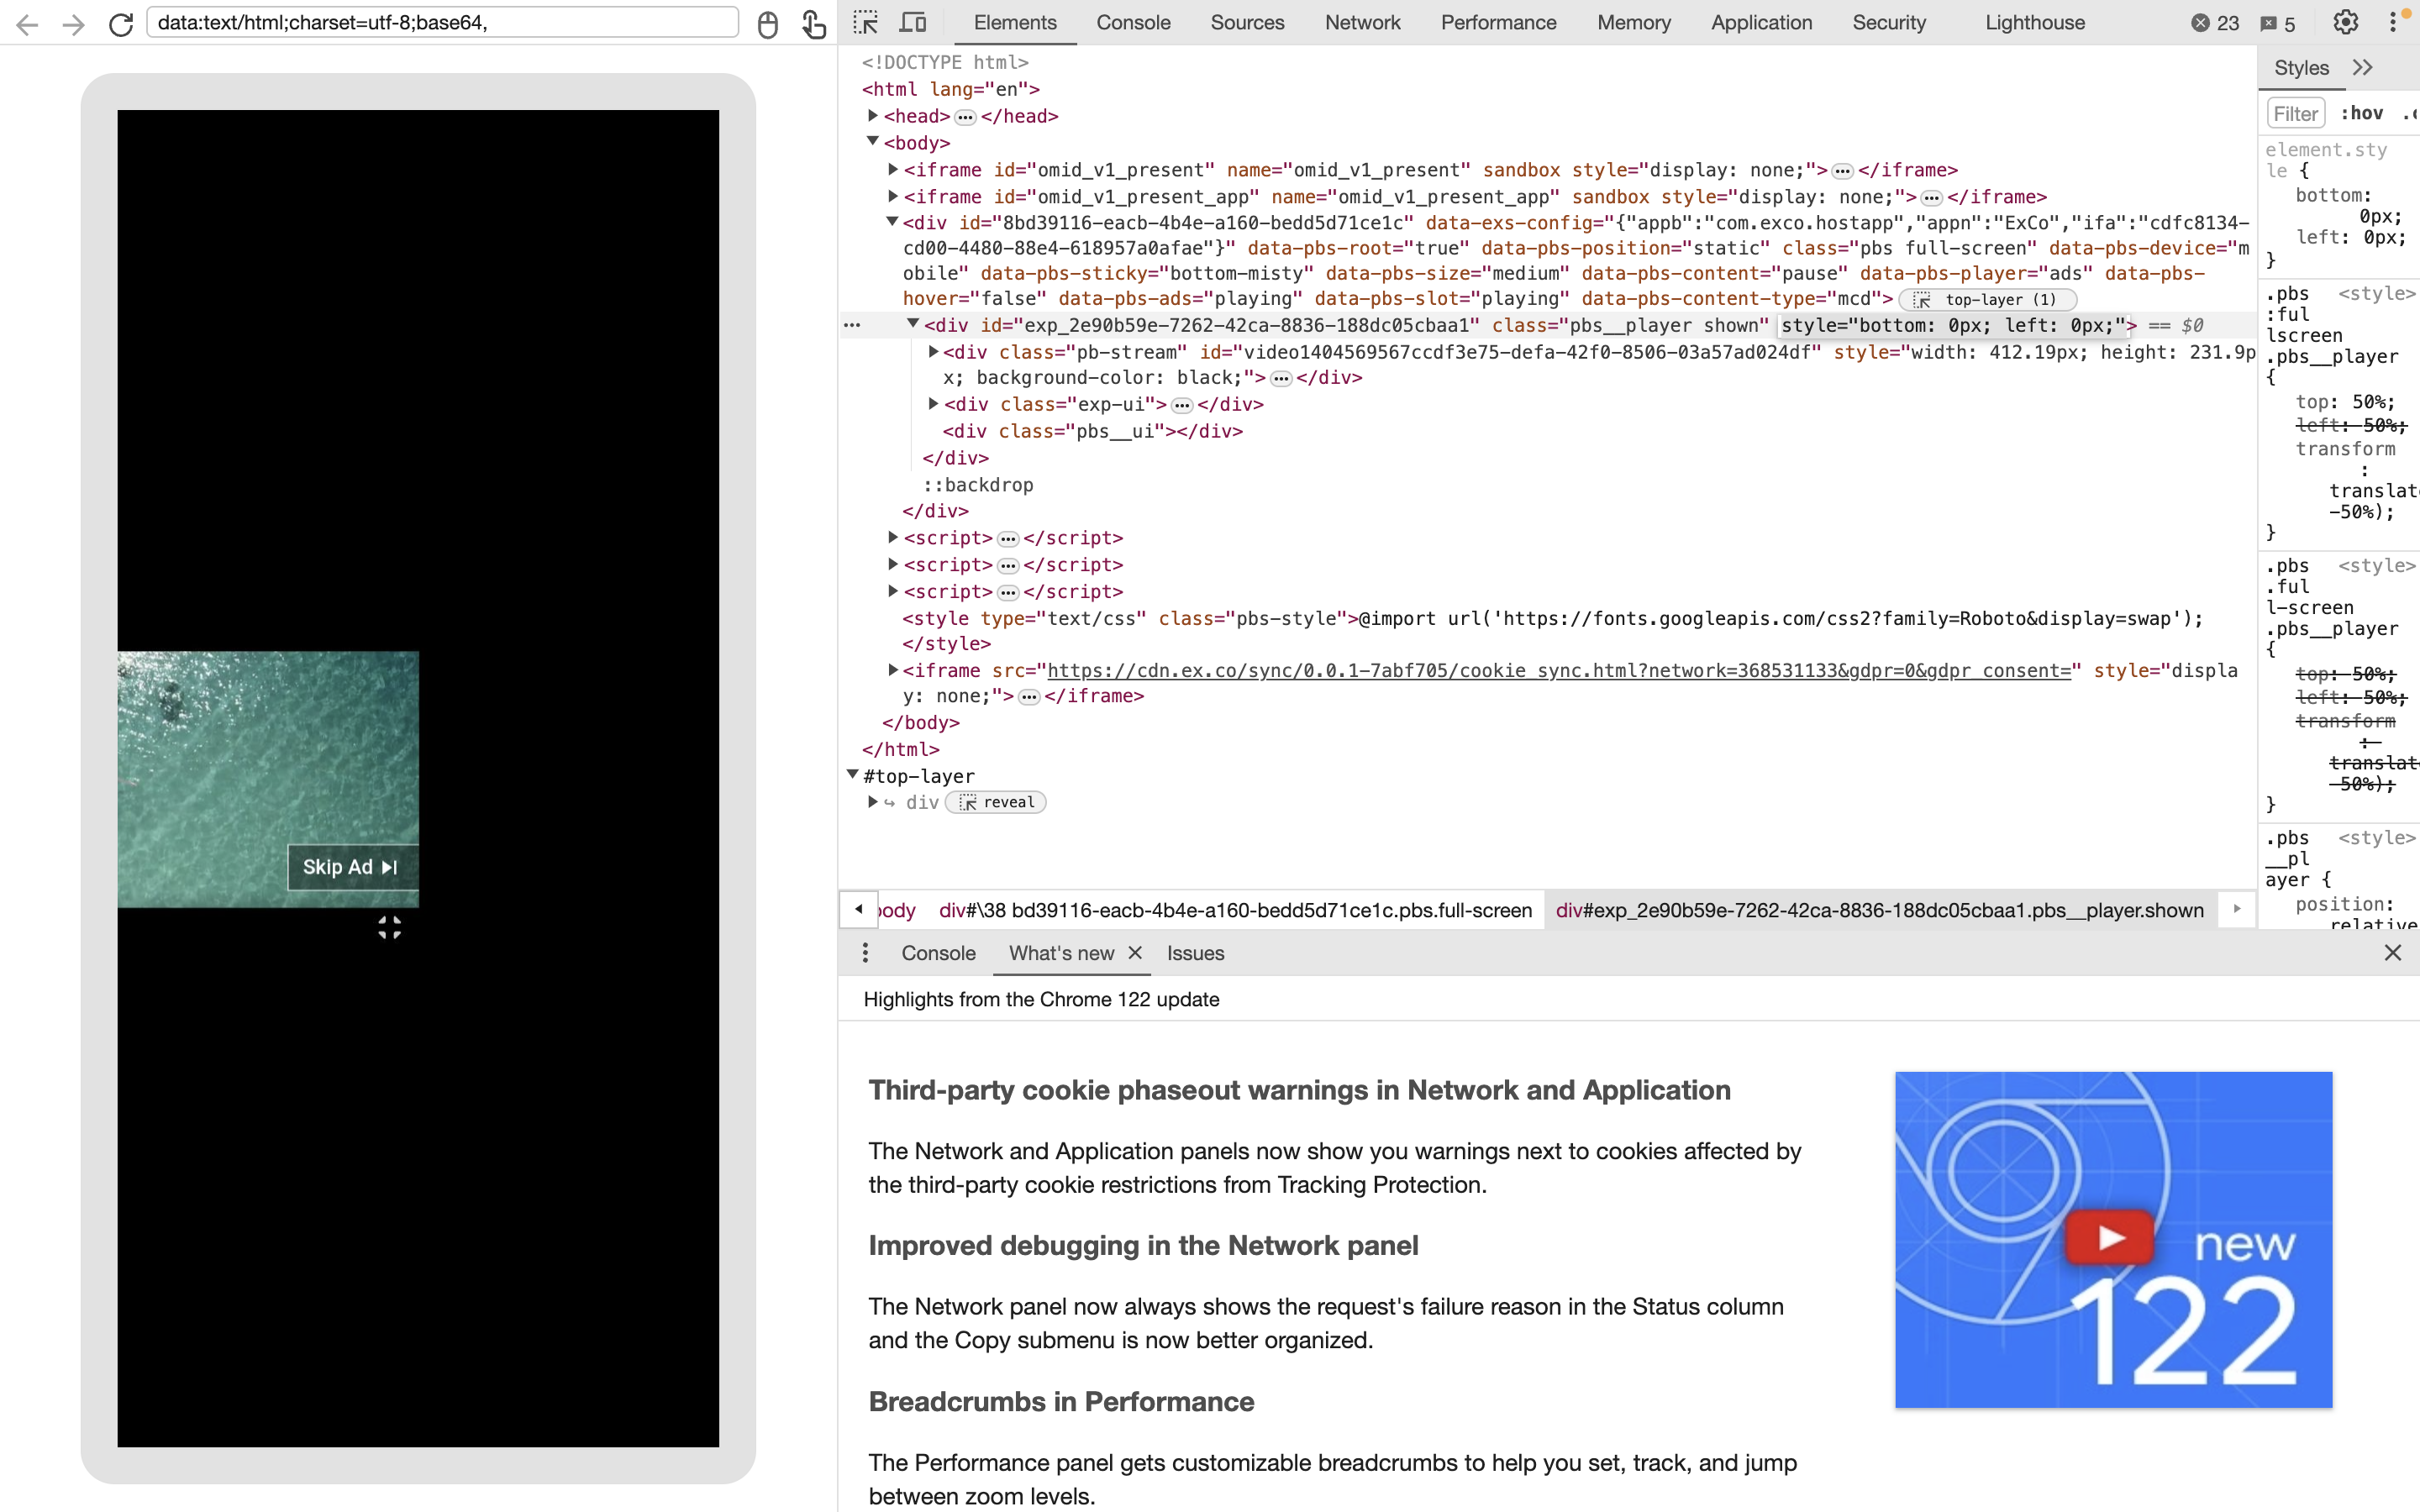 data:text/html;charset=utf-8;base64,
Elements Console Sources Network Performance Memory Application Security Lighthouse 23 5
Skip Ad
<!DOCTYPE html>
<html lang="en">
<head> ••• </head>
<body>
<iframe id="omid_v1_present" name="omid_v1_present" sandbox style="display: none;"> ••• </iframe>
<iframe id="omid_v1_present_app" name="omid_v1_present_app" sandbox style="display: none;"> ••• </iframe>
<div id="8bd39116-eacb-4b4e-a160-bedd5d71ce1c" data-exs-config="{"appb":"com.exco.hostapp","appn":"ExCo","ifa":"cdfc8134-
cd00-4480-88e4-618957a0afae"}" data-pbs-root="true" data-pbs-position="static" class="pbs full-screen" data-pbs-device="m
obile" data-pbs-sticky="bottom-misty" data-pbs-size="medium" data-pbs-content="pause" data-pbs-player="ads" data-pbs-
hover="false" data-pbs-ads="playing" data-pbs-slot="playing" data-pbs-content-type="mcd"> top-layer (1)
••• <div id="exp_2e90b59e-7262-42ca-8836-188dc05cbaa1" class="pbs__player shown" style="bottom: 0px; left: 0px;"> == $0
<div class="pb-stream" id="video1404569567ccdf3e75-defa-42f0-8506-03a57ad024df" style="width: 412.19px; height: 231.9p
x; background-color: black;"> ••• </div>
<div class="exp-ui"> ••• </div>
<div class="pbs__ui"></div>
</div>
::backdrop
</div>
<script> ••• </script>
<script> ••• </script>
<script> ••• </script>
<style type="text/css" class="pbs-style">@import url('https://fonts.googleapis.com/css2?family=Roboto&display=swap');
</style>
<iframe src="https://cdn.ex.co/sync/0.0.1-7abf705/cookie_sync.html?network=368531133&gdpr=0&gdpr_consent=" style="displa
y: none;"> ••• </iframe>
</body>
</html>
#top-layer
↪ div reveal
body div#\38 bd39116-eacb-4b4e-a160-bedd5d71ce1c.pbs.full-screen div#exp_2e90b59e-7262-42ca-8836-188dc05cbaa1.pbs__player.shown
Styles
Filter :hov .c
element.sty
le {
bottom:
0px;
left: 0px;
}
.pbs <style>
:ful
lscreen
.pbs__player
{
top: 50%;
left: 50%;
transform
:
translat
-50%);
}
.pbs <style>
.ful
l-screen
.pbs__player
{
top: 50%;
left: 50%;
transform
:
translat
-50%);
}
.pbs <style>
__pl
ayer {
position:
relative
Console What's new Issues
Highlights from the Chrome 122 update
Third-party cookie phaseout warnings in Network and Application
The Network and Application panels now show you warnings next to cookies affected by
the third-party cookie restrictions from Tracking Protection.
Improved debugging in the Network panel
The Network panel now always shows the request's failure reason in the Status column
and the Copy submenu is now better organized.
Breadcrumbs in Performance
The Performance panel gets customizable breadcrumbs to help you set, track, and jump
between zoom levels.
new
122